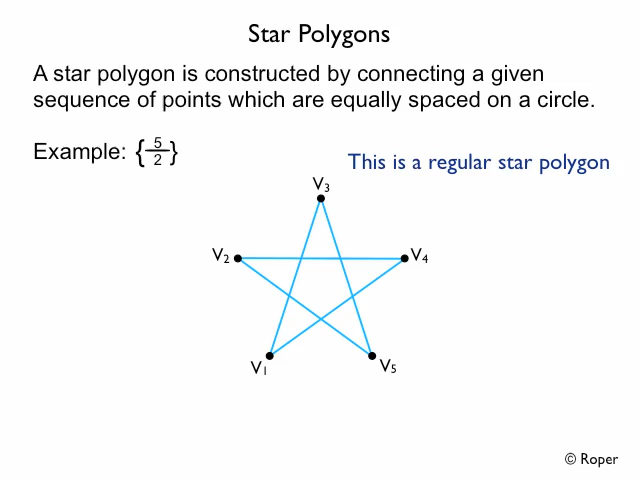 Star Polygons
A star polygon is constructed by connecting a given
sequence of points which are equally spaced on a circle.
Example: {5/2}
This is a regular star polygon
V₃
V₂
V₄
V₁
V₅
© Roper